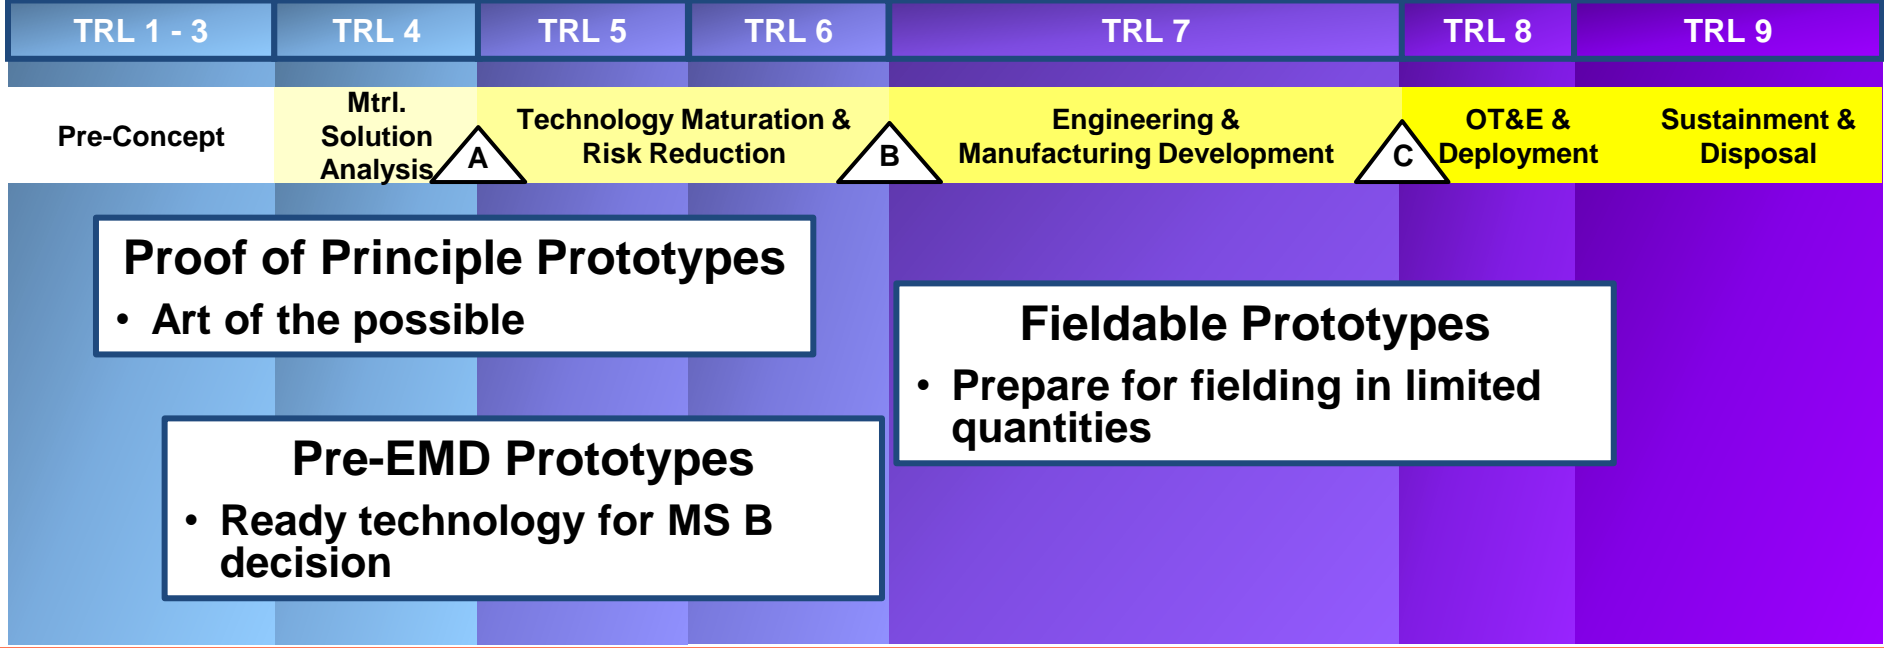 TRL 1 - 3
TRL 4
TRL 5
TRL 6
TRL 7
TRL 8
TRL 9
Pre-Concept
Mtrl.
Solution
Analysis
A
Technology Maturation &
Risk Reduction
B
Engineering &
Manufacturing Development
C
OT&E &
Deployment
Sustainment &
Disposal
Proof of Principle Prototypes
• Art of the possible
Pre-EMD Prototypes
• Ready technology for MS B
decision
Fieldable Prototypes
• Prepare for fielding in limited
quantities